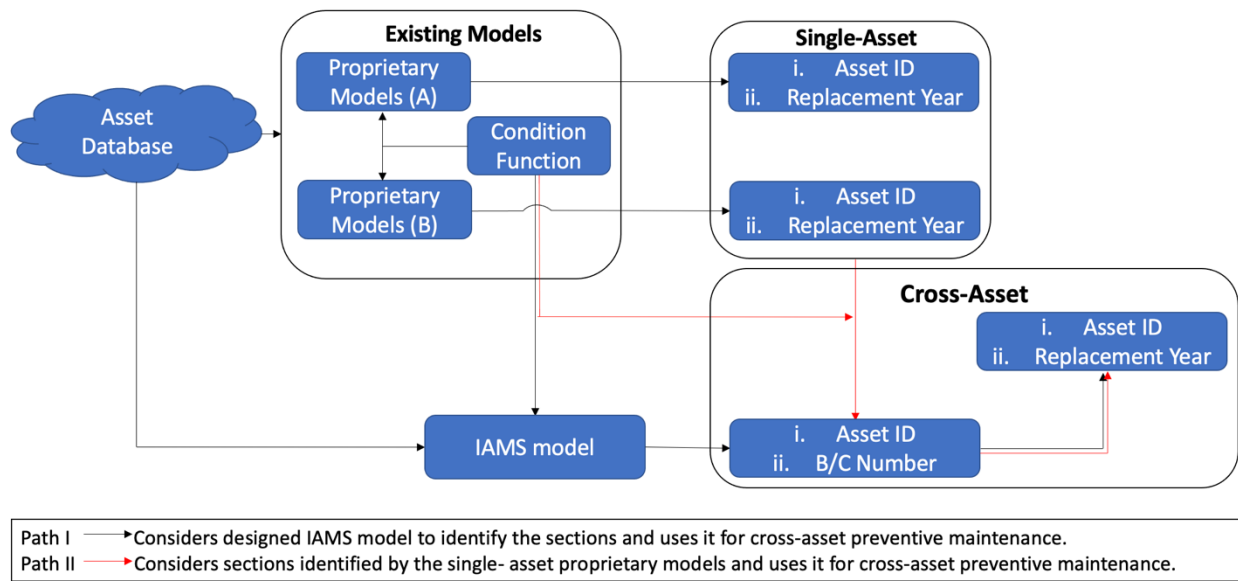 Existing Models
Single-Asset
Proprietary
Models (A)
i. Asset ID
ii. Replacement Year
Asset
Database
Condition
Function
Proprietary
Models (B)
i. Asset ID
ii. Replacement Year
Cross-Asset
i. Asset ID
ii. Replacement Year
IAMS model
i. Asset ID
ii. B/C Number
Path I Considers designed IAMS model to identify the sections and uses it for cross-asset preventive maintenance.
Path II Considers sections identified by the single- asset proprietary models and uses it for cross-asset preventive maintenance.